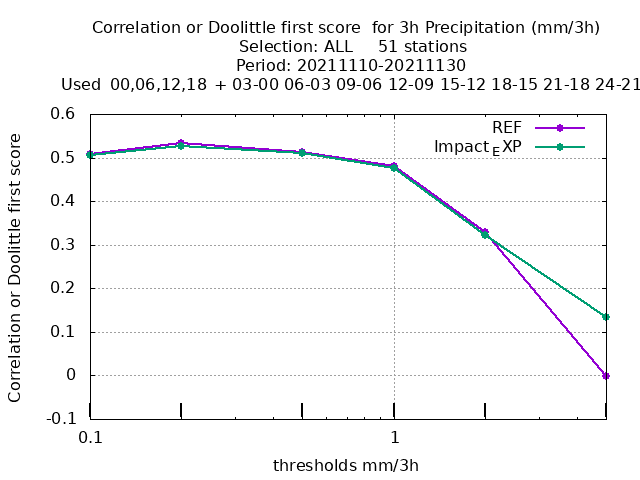 Correlation or Doolittle first score  for 3h Precipitation (mm/3h)
Selection: ALL     51 stations
Period: 20211110-20211130
Used  00,06,12,18  + 03-00 06-03 09-06 12-09 15-12 18-15 21-18 24-21
REF
Impact_EXP
Correlation or Doolittle first score
0.6
0.5
0.4
0.3
0.2
0.1
0
-0.1
0.1
1
thresholds mm/3h